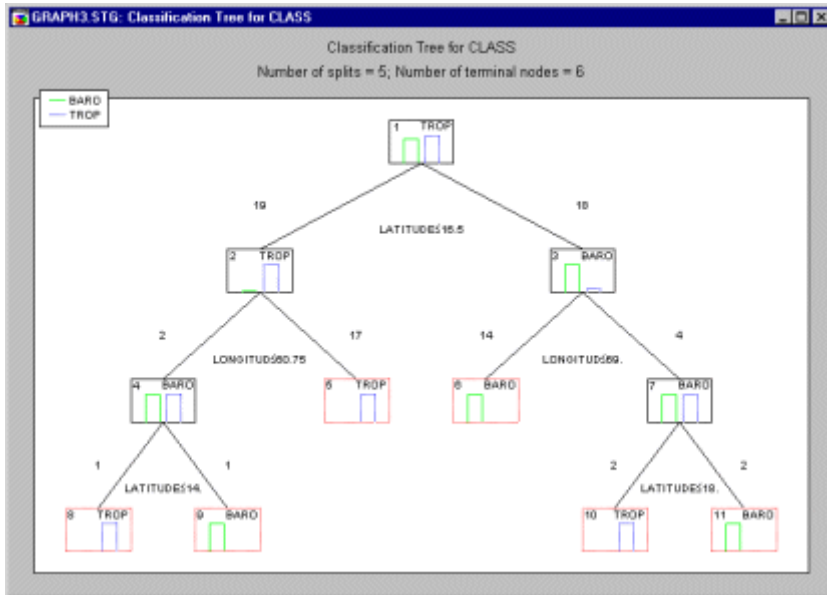 GRAPH3.STG: Classification Tree for CLASS
Classification Tree for CLASS
Number of splits = 5; Number of terminal nodes = 6
BARO
TROP
1 TROP
19 18
LATITUD≤16.5
2 TROP 3 BARO
2 17 14 4
LONGITUD≤60.75 LONGITUD≤69.
4 BARO 5 TROP 6 BARO 7 BARO
1 1 2 2
LATITUD≤14. LATITUD≤18.
8 TROP 9 BARO 10 TROP 11 BARO